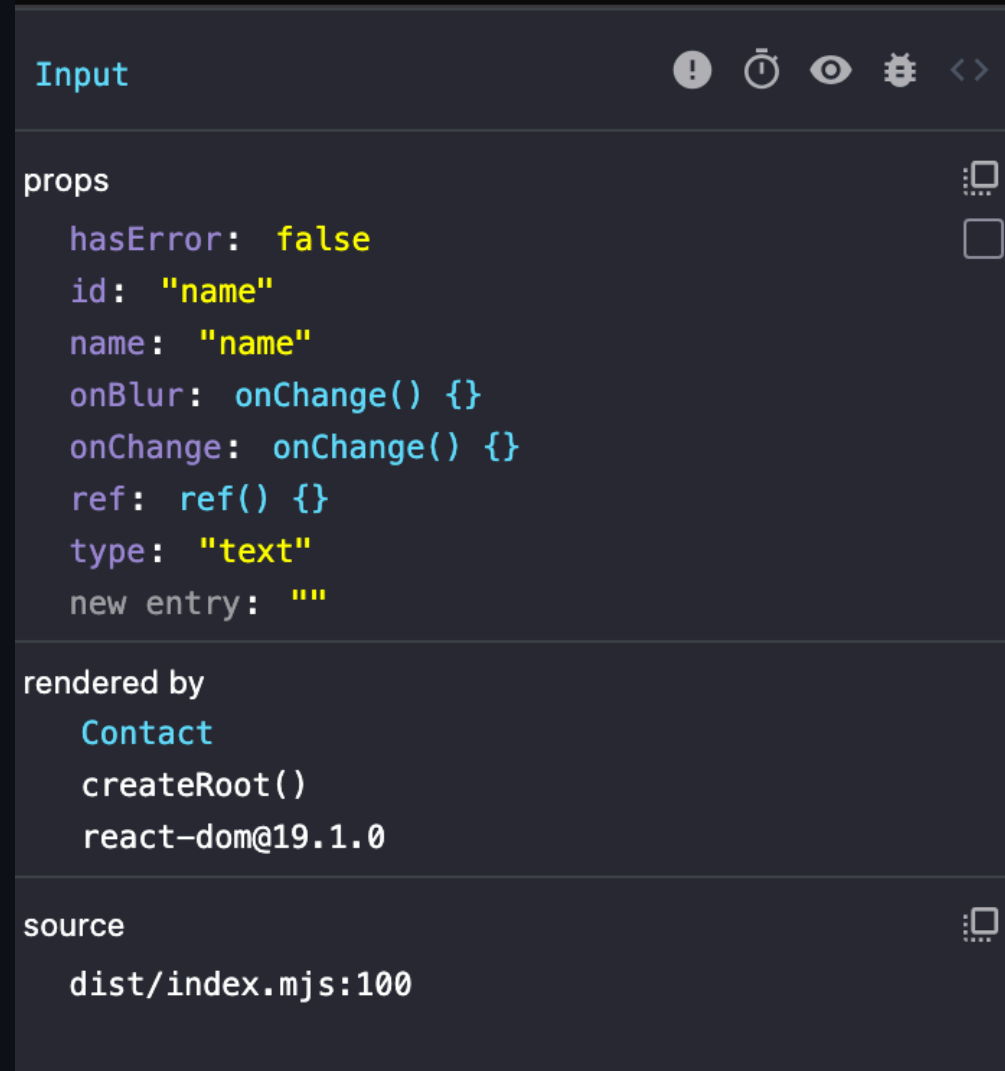 Input
props
hasError: false
id: "name"
name: "name"
onBlur: onChange() {}
onChange: onChange() {}
ref: ref() {}
type: "text"
new entry: ""
rendered by
Contact
createRoot()
react-dom@19.1.0
source
dist/index.mjs:100